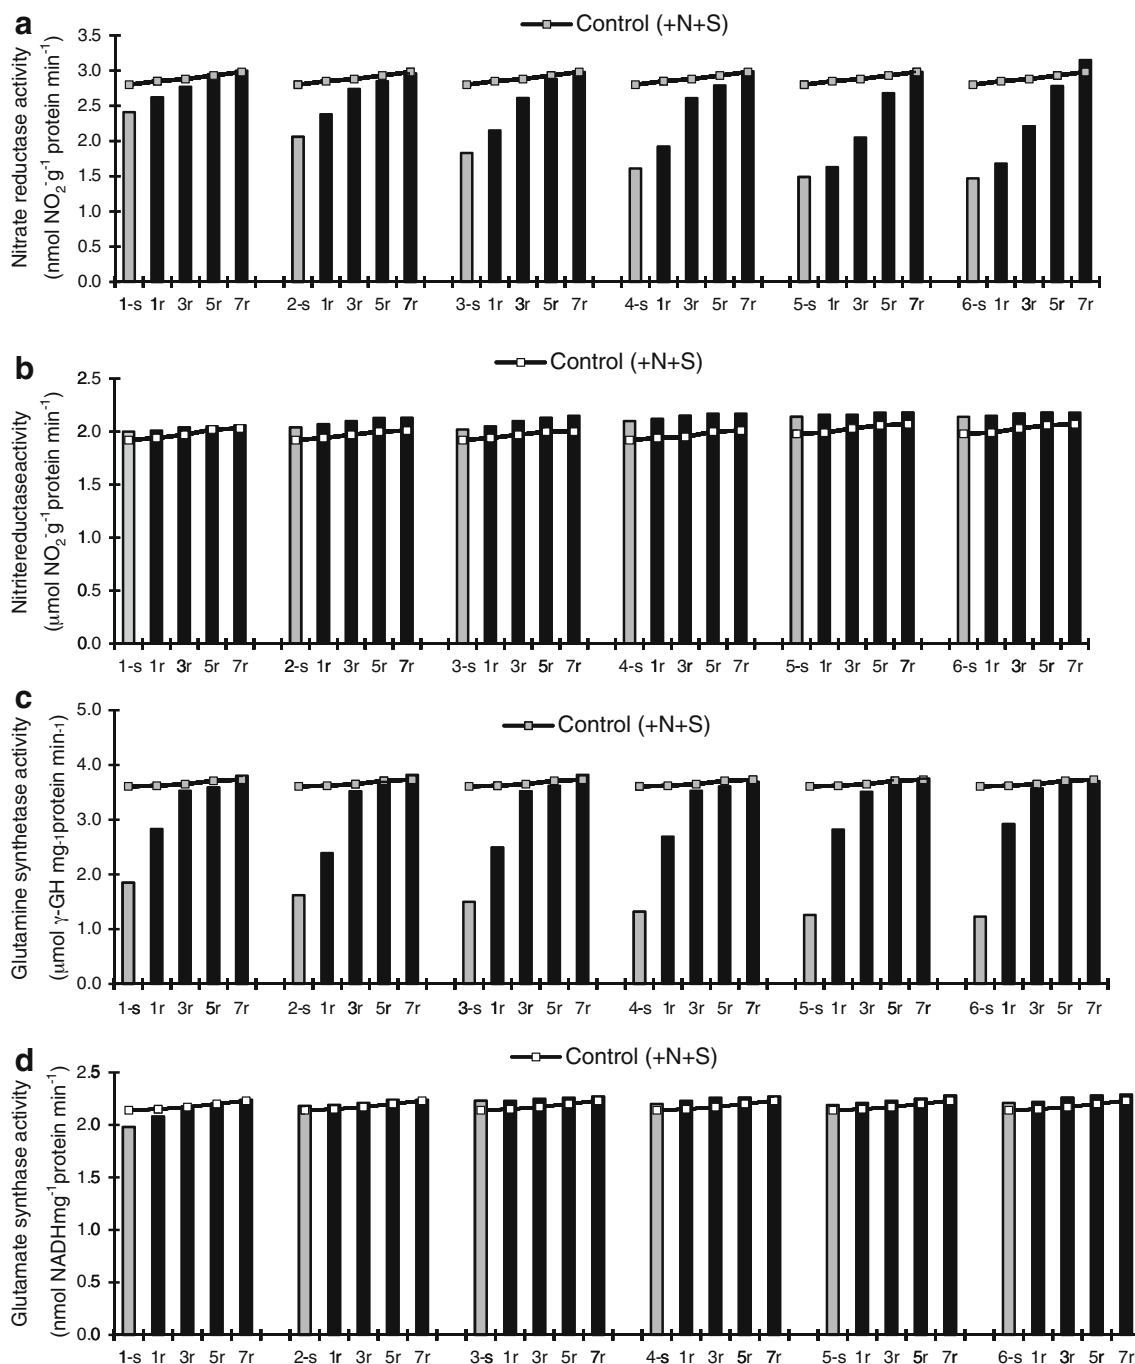 a
Control (+N+S)
Nitrate reductase activity
(nmol NO₂⁻g⁻¹ protein min⁻¹)
3.5
3.0
2.5
2.0
1.5
1.0
0.5
0.0
1-s 1r 3r 5r 7r 2-s 1r 3r 5r 7r 3-s 1r 3r 5r 7r 4-s 1r 3r 5r 7r 5-s 1r 3r 5r 7r 6-s 1r 3r 5r 7r
b
Control (+N+S)
Nitritereductaseactivity
(μmol NO₂⁻g⁻¹protein min⁻¹)
2.5
2.0
1.5
1.0
0.5
0.0
1-s 1r 3r 5r 7r 2-s 1r 3r 5r 7r 3-s 1r 3r 5r 7r 4-s 1r 3r 5r 7r 5-s 1r 3r 5r 7r 6-s 1r 3r 5r 7r
c
Control (+N+S)
Glutamine synthetase activity
(μmol γ-GH mg-1protein min-1)
5.0
4.0
3.0
2.0
1.0
0.0
1-s 1r 3r 5r 7r 2-s 1r 3r 5r 7r 3-s 1r 3r 5r 7r 4-s 1r 3r 5r 7r 5-s 1r 3r 5r 7r 6-s 1r 3r 5r 7r
d
Control (+N+S)
Glutamate synthase activity
(nmol NADHmg⁻¹protein min⁻¹)
2.5
2.0
1.5
1.0
0.5
0.0
1-s 1r 3r 5r 7r 2-s 1r 3r 5r 7r 3-s 1r 3r 5r 7r 4-s 1r 3r 5r 7r 5-s 1r 3r 5r 7r 6-s 1r 3r 5r 7r